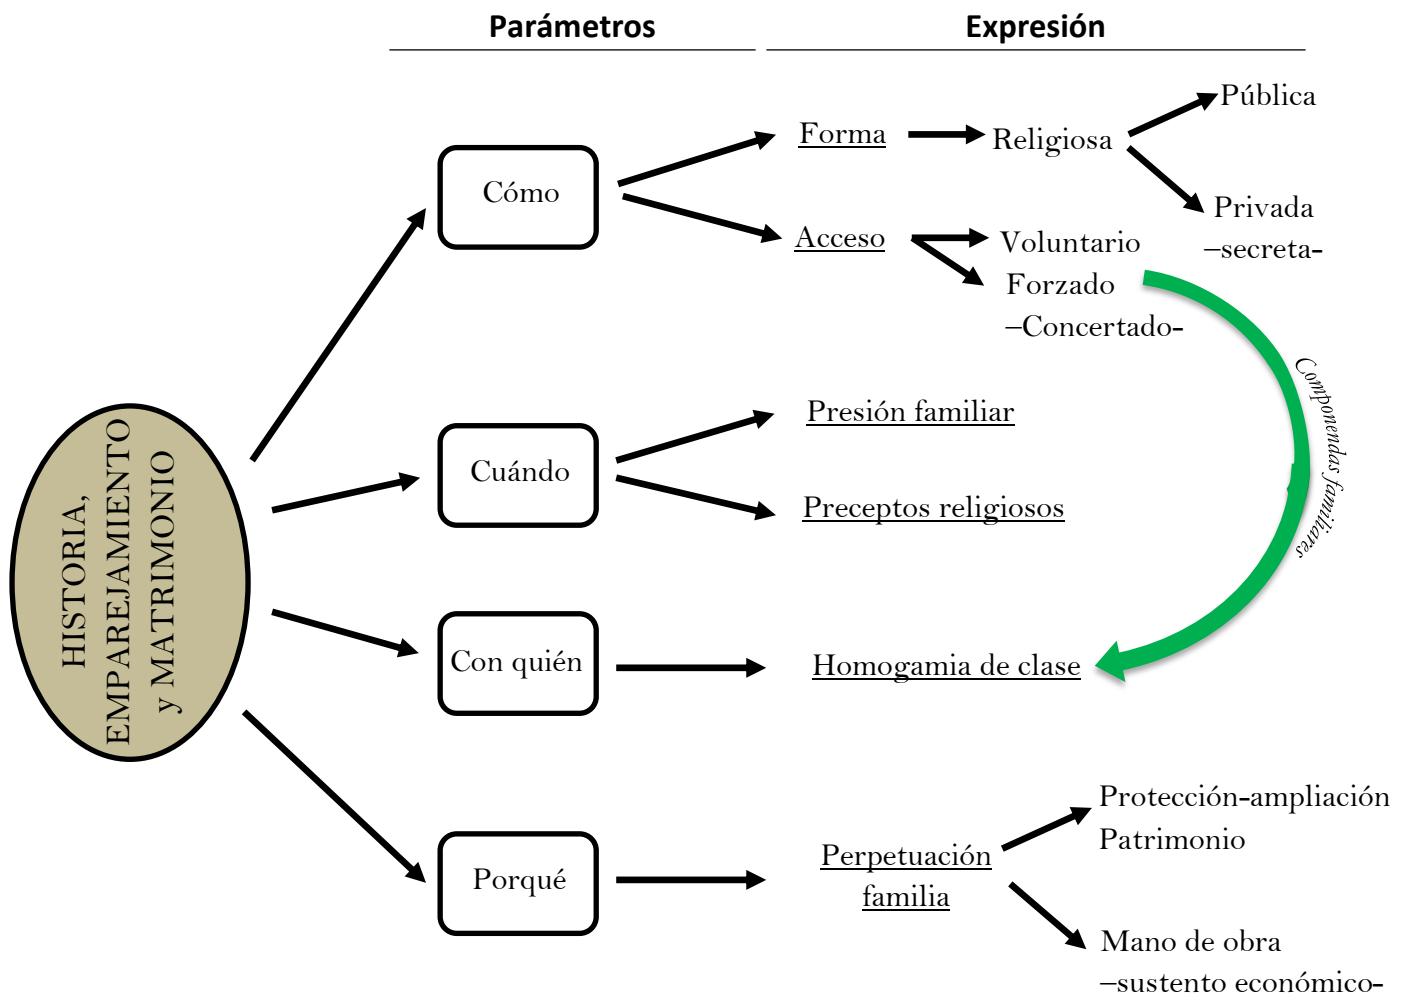 Parámetros
Expresión
HISTORIA,
EMPAREJAMIENTO
y MATRIMONIO
Cómo
Forma
Religiosa
Pública
Privada
–secreta-
Acceso
Voluntario
Forzado
–Concertado-
Componendas familiares
Cuándo
Presión familiar
Preceptos religiosos
Con quién
Homogamia de clase
Porqué
Perpetuación
familia
Protección-ampliación
Patrimonio
Mano de obra
–sustento económico-